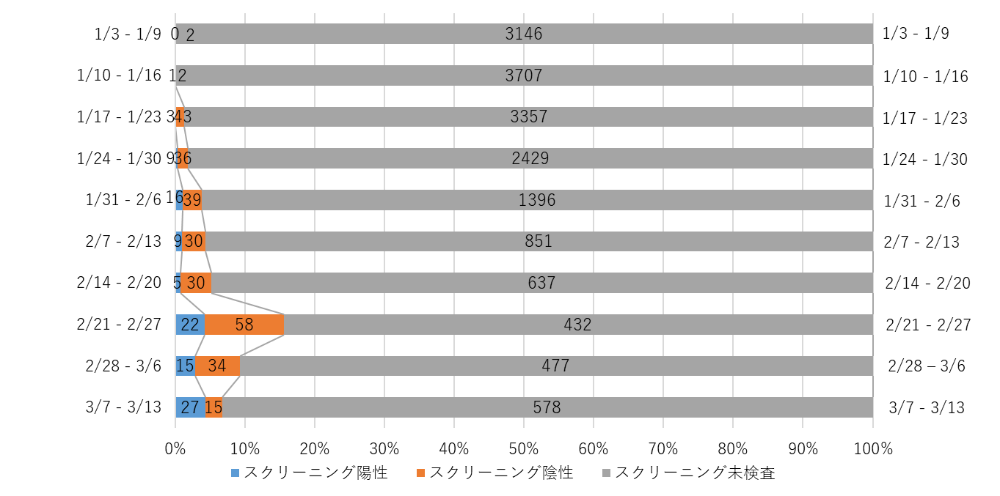 1/3 - 1/9 0 2 3146 1/3 - 1/9
1/10 - 1/16 1 2 3707 1/10 - 1/16
1/17 - 1/23 3 43 3357 1/17 - 1/23
1/24 - 1/30 9 36 2429 1/24 - 1/30
1/31 - 2/6 16 39 1396 1/31 - 2/6
2/7 - 2/13 9 30 851 2/7 - 2/13
2/14 - 2/20 5 30 637 2/14 - 2/20
2/21 - 2/27 22 58 432 2/21 - 2/27
2/28 - 3/6 15 34 477 2/28 – 3/6
3/7 - 3/13 27 15 578 3/7 - 3/13
0% 10% 20% 30% 40% 50% 60% 70% 80% 90% 100%
スクリーニング陽性 スクリーニング陰性 スクリーニング未検査